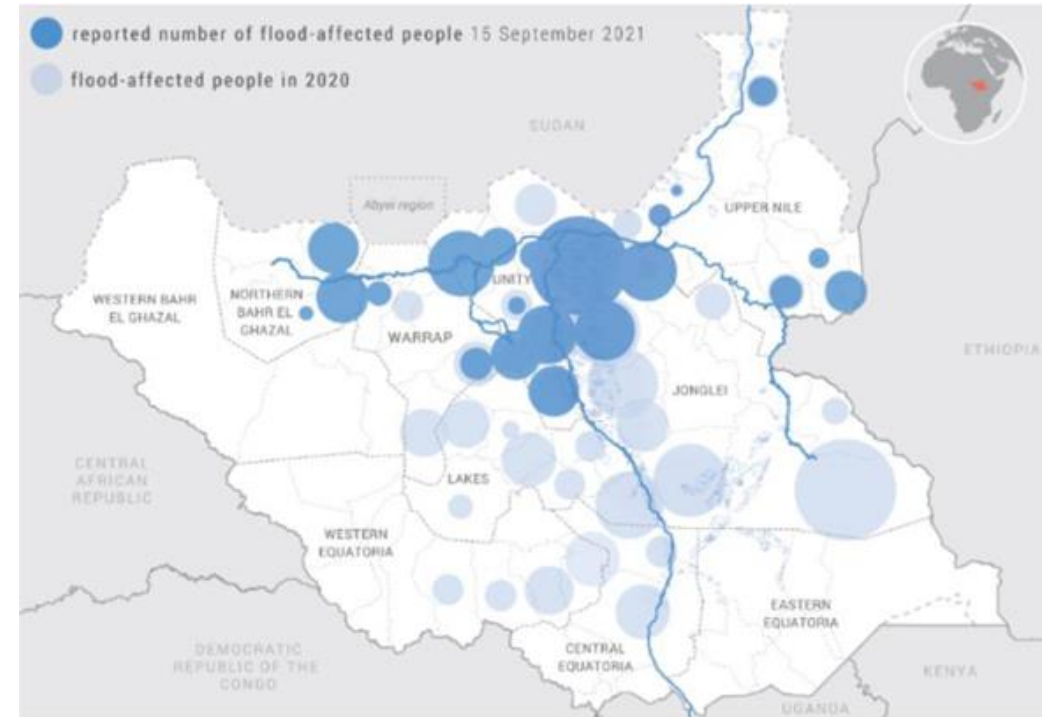 reported number of flood-affected people 15 September 2021
flood-affected people in 2020
SUDAN
Abyei region
UPPER NILE
UNITY
WESTERN BAHR
EL GHAZAL
NORTHERN
BAHR EL
GHAZAL
WARRAP
ETHIOPIA
JONGLEI
CENTRAL
AFRICAN
REPUBLIC
LAKES
WESTERN
EQUATORIA
EASTERN
EQUATORIA
DEMOCRATIC
REPUBLIC OF THE
CONGO
CENTRAL
EQUATORIA
KENYA
UGANDA